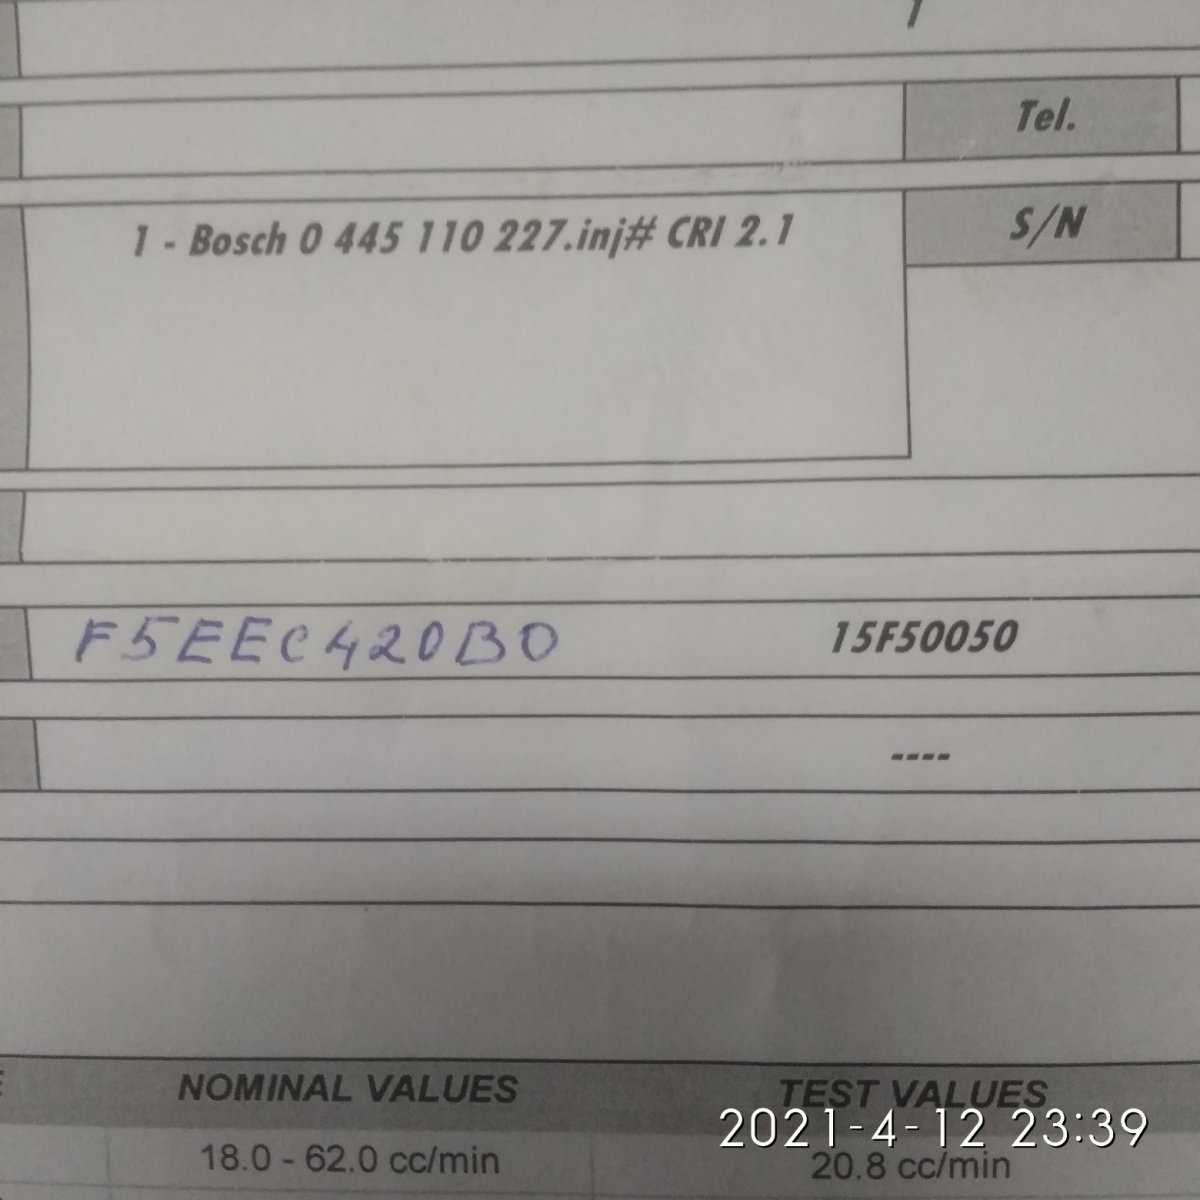 Tel.
1 - Bosch 0 445 110 227.inj# CRI 2.1
S/N
F5EEC420BO
15F50050
----
NOMINAL VALUES
TEST VALUES
2021-4-12 23:39
18.0 - 62.0 cc/min
20.8 cc/min